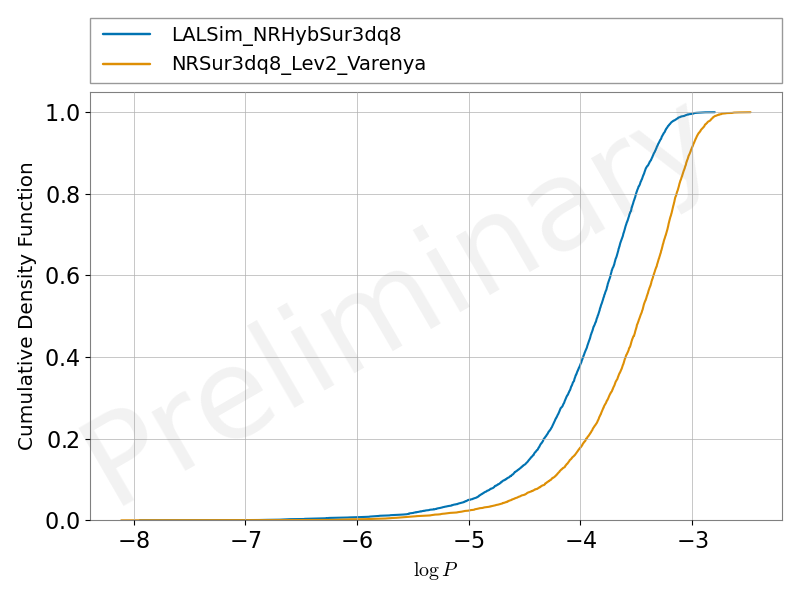 LALSim_NRHybSur3dq8
NRSur3dq8_Lev2_Varenya
Preliminary
Cumulative Density Function
1.0
0.8
0.6
0.4
0.2
0.0
−8 −7 −6 −5 −4 −3
log P